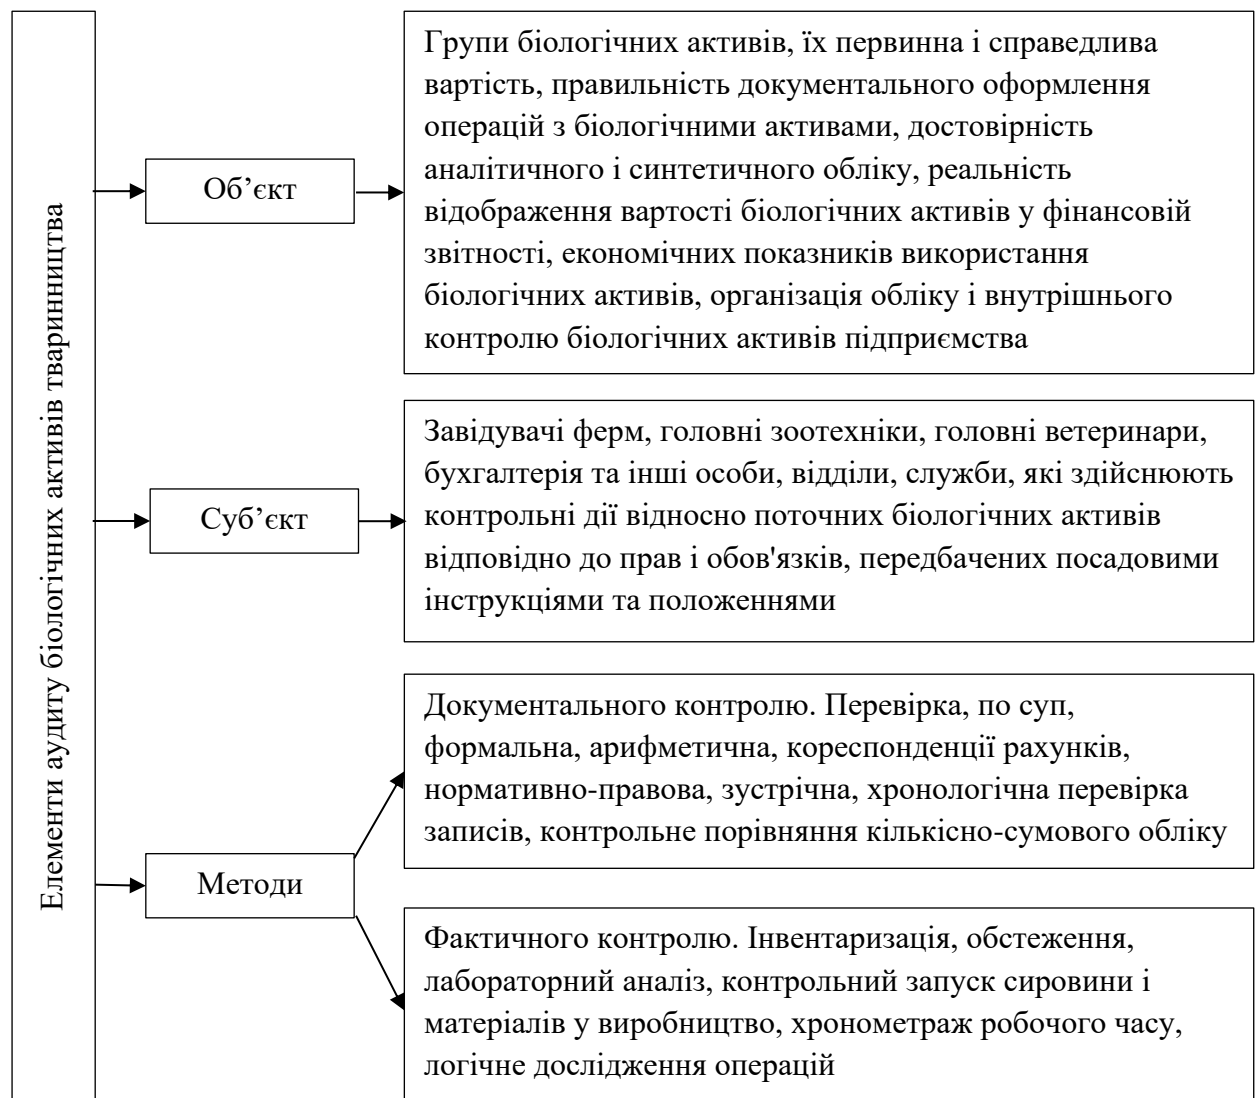 Елементи аудиту біологічних активів тваринництва
Об’єкт
Групи біологічних активів, їх первинна і справедлива
вартість, правильність документального оформлення
операцій з біологічними активами, достовірність
аналітичного і синтетичного обліку, реальність
відображення вартості біологічних активів у фінансовій
звітності, економічних показників використання
біологічних активів, організація обліку і внутрішнього
контролю біологічних активів підприємства
Суб’єкт
Завідувачі ферм, головні зоотехніки, головні ветеринари,
бухгалтерія та інші особи, відділи, служби, які здійснюють
контрольні дії відносно поточних біологічних активів
відповідно до прав і обов'язків, передбачених посадовими
інструкціями та положеннями
Методи
Документального контролю. Перевірка, по суп,
формальна, арифметична, кореспонденції рахунків,
нормативно-правова, зустрічна, хронологічна перевірка
записів, контрольне порівняння кількісно-сумового обліку
Фактичного контролю. Інвентаризація, обстеження,
лабораторний аналіз, контрольний запуск сировини і
матеріалів у виробництво, хронометраж робочого часу,
логічне дослідження операцій